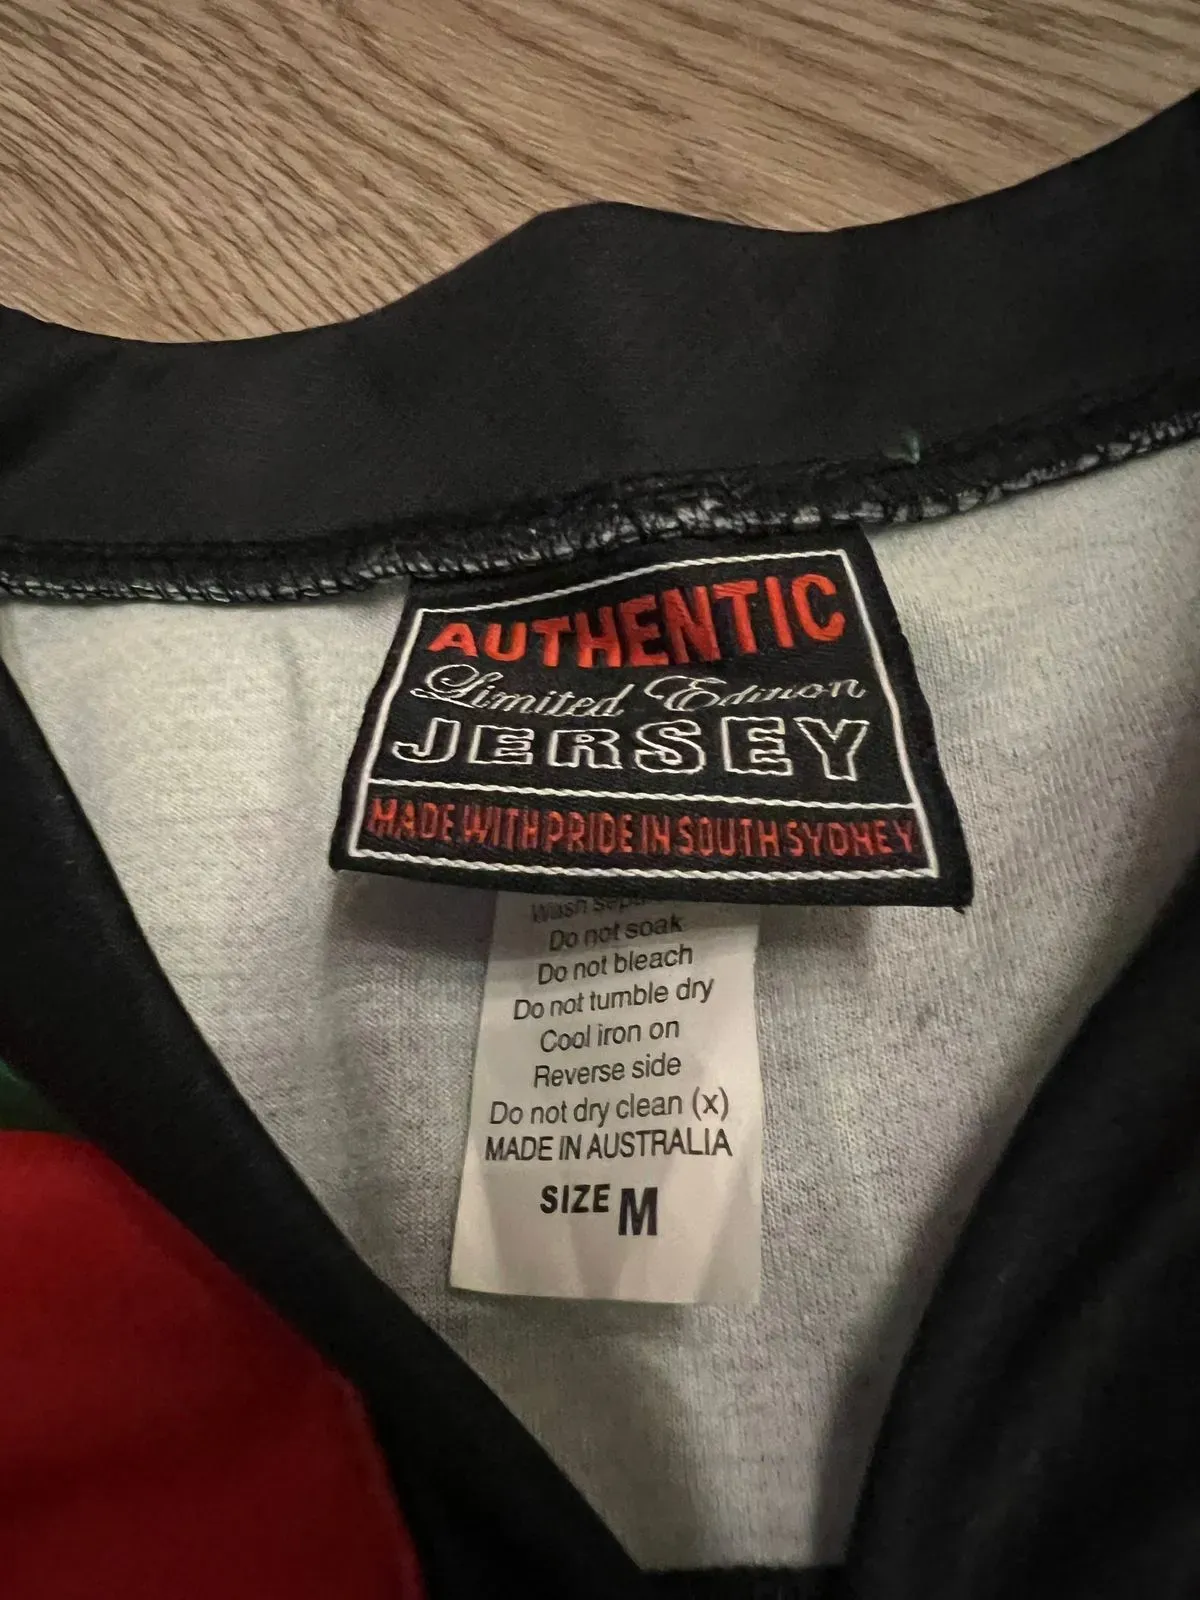 AUTHENTIC
Limited Edition
JERSEY
MADE WITH PRIDE IN SOUTH SYDNEY
Wash
Do not soak
Do not bleach
Do not tumble dry
Cool iron on
Reverse side
Do not dry clean (x)
MADE IN AUSTRALIA
SIZE M